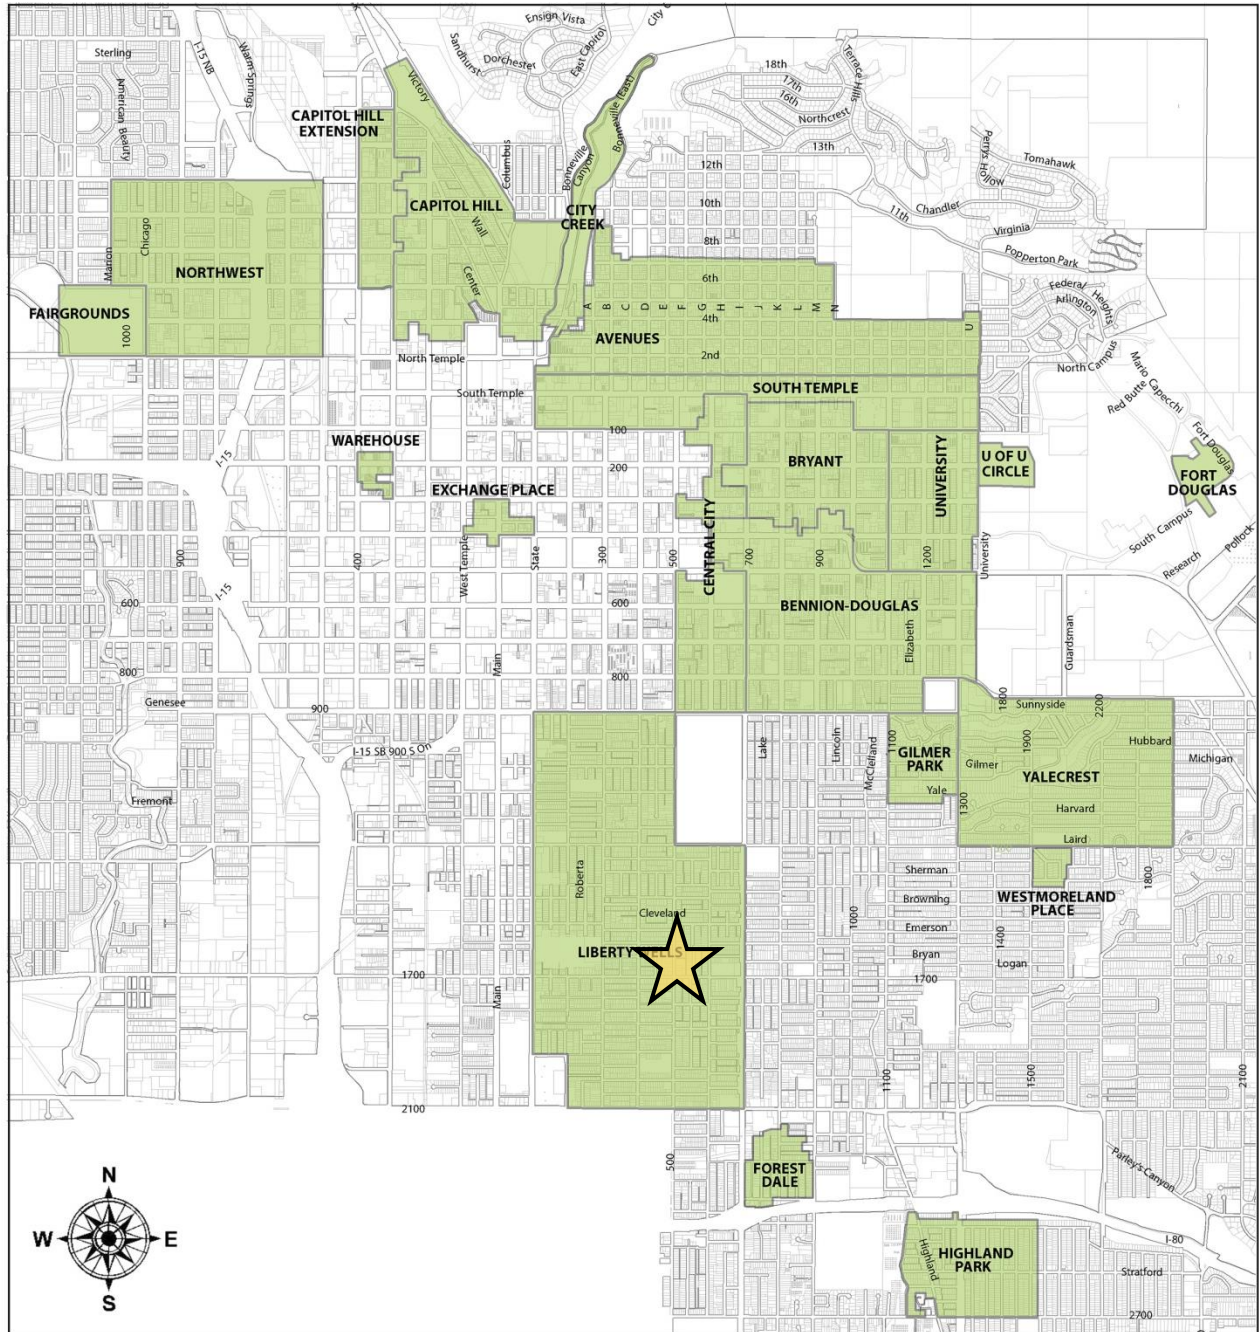 Ensign Vista
City C
Sterling
I-15 NB
Warm Springs
Sandhurst
Dorchester
East Capitol
American Beauty
Victory
Bonneville (East)
18th
17th
16th
Northcrest
13th
Terrace Hills
CAPITOL HILL
EXTENSION
Columbus
Bonneville
Canyon
12th
10th
8th
11th
Perrys Hollow
Tomahawk
Chandler
Virginia
Popperton Park
CAPITOL HILL
Wall
Center
CITY
CREEK
Marion
Chicago
NORTHWEST
FAIRGROUNDS
1000
6th
A B C D E F G H I J K L M N
4th
U
Federal
Heights
Arlington
AVENUES
2nd
North Temple
North Campus
Mario Capecchi
Red Butte
South Temple
SOUTH TEMPLE
WAREHOUSE
I-15
100
200
BRYANT
UNIVERSITY
U OF U
CIRCLE
Fort Douglas
FORT
DOUGLAS
EXCHANGE PLACE
CENTRAL CITY
South Campus
Pollock
Research
900
400
West Temple
State
300
500
700
900
1200
University
I-15
600
600
BENNION-DOUGLAS
Elizabeth
Guardsman
Main
800
800
Genesee
900
1800
Sunnyside
2200
I-15 SB 900 S On
Lake
Lincoln
McClelland
1100
GILMER
PARK
Gilmer
1900
Hubbard
Michigan
YALECREST
Fremont
Yale
1300
Harvard
Laird
Roberta
Sherman
1800
Browning
WESTMORELAND
PLACE
Cleveland
1000
Emerson
1400
LIBERTY WELLS
Bryan
Logan
1700
1700
Main
1100
1500
2100
2100
500
FOREST
DALE
Parley's Canyon
N
W E
S
I-80
Highland
HIGHLAND
PARK
Stratford
2700